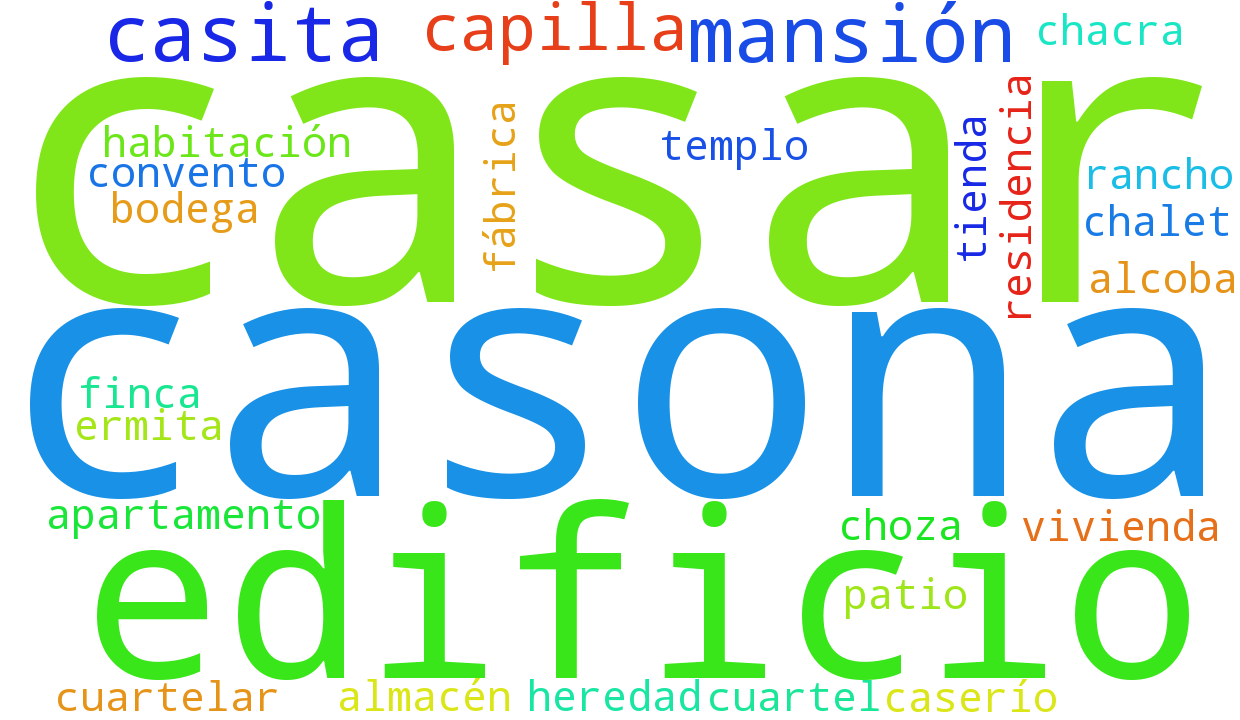 casita
capilla
mansión
chacra
casar
habitación
convento
bodega
fábrica
templo
tienda
residencia
rancho
chalet
alcoba
casona
finca
ermita
edificio
apartamento
choza
vivienda
patio
cuartelar
almacén
heredad
cuartel
caserío